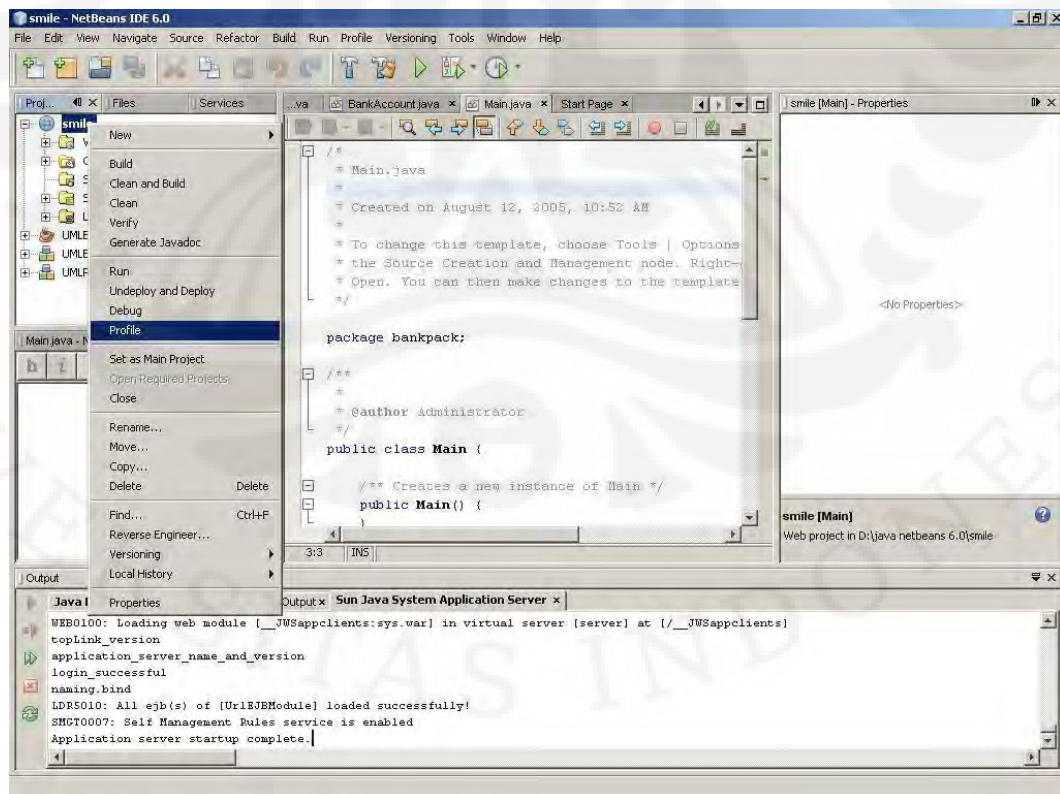 smile - NetBeans IDE 6.0
File Edit View Navigate Source Refactor Build Run Profile Versioning Tools Window Help
Proj... Files Services
...va BankAccount.java Main.java Start Page
smile [Main] - Properties
smile
UMLE
UMLE
UMLF
New
Build
Clean and Build
Clean
Verify
Generate Javadoc
Run
Undeploy and Deploy
Debug
Profile
Set as Main Project
Open Required Projects
Close
Rename...
Move...
Copy...
Delete Delete
Find... Ctrl+F
Reverse Engineer...
Versioning
Local History
Properties
Main.java - N
/*
* Main.java
*
* Created on August 12, 2005, 10:52 AM
*
* To change this template, choose Tools | Options
* the Source Creation and Management node. Right-
* Open. You can then make changes to the template
*/
package bankpack;
/**
*
* @author Administrator
*/
public class Main {
/** Creates a new instance of Main */
public Main() {
}
3:3 INS
<No Properties>
smile [Main]
Web project in D:\java netbeans 6.0\smile
Output
Output Sun Java System Application Server
WEB0100: Loading web module [__JWSappclients:sys.war] in virtual server [server] at [/__JWSappclients]
topLink_version
application_server_name_and_version
login_successful
naming.bind
LDR5010: All ejb(s) of [UrlEJBModule] loaded successfully!
SMGT0007: Self Management Rules service is enabled
Application server startup complete.